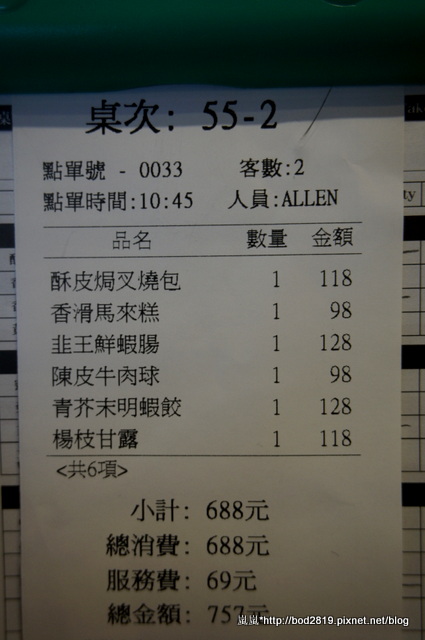 桌次: 55-2
點單號 - 0033 客數:2
點單時間:10:45 人員:ALLEN
品名 數量 金額
酥皮焗叉燒包 1 118
香滑馬來糕 1 98
韭王鮮蝦腸 1 128
陳皮牛肉球 1 98
青芥末明蝦餃 1 128
楊枝甘露 1 118
<共6項>
小計: 688元
總消費: 688元
服務費: 69元
總金額: 757元
嵐嵐*http://bod2819.pixnet.net/blog